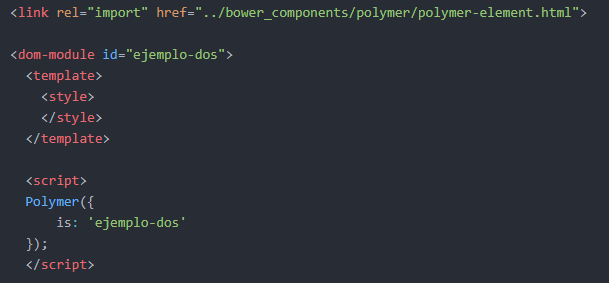 <link rel="import" href="../bower_components/polymer/polymer-element.html">
<dom-module id="ejemplo-dos">
<template>
<style>
</style>
</template>
<script>
Polymer({
is: 'ejemplo-dos'
});
</script>